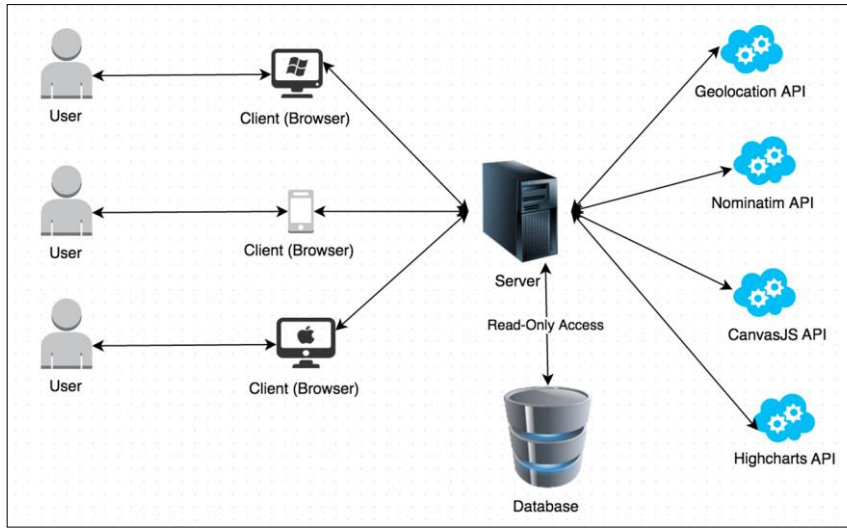 User
Client (Browser)
Geolocation API
User
Client (Browser)
Nominatim API
Server
Read-Only Access
CanvasJS API
User
Client (Browser)
Highcharts API
Database